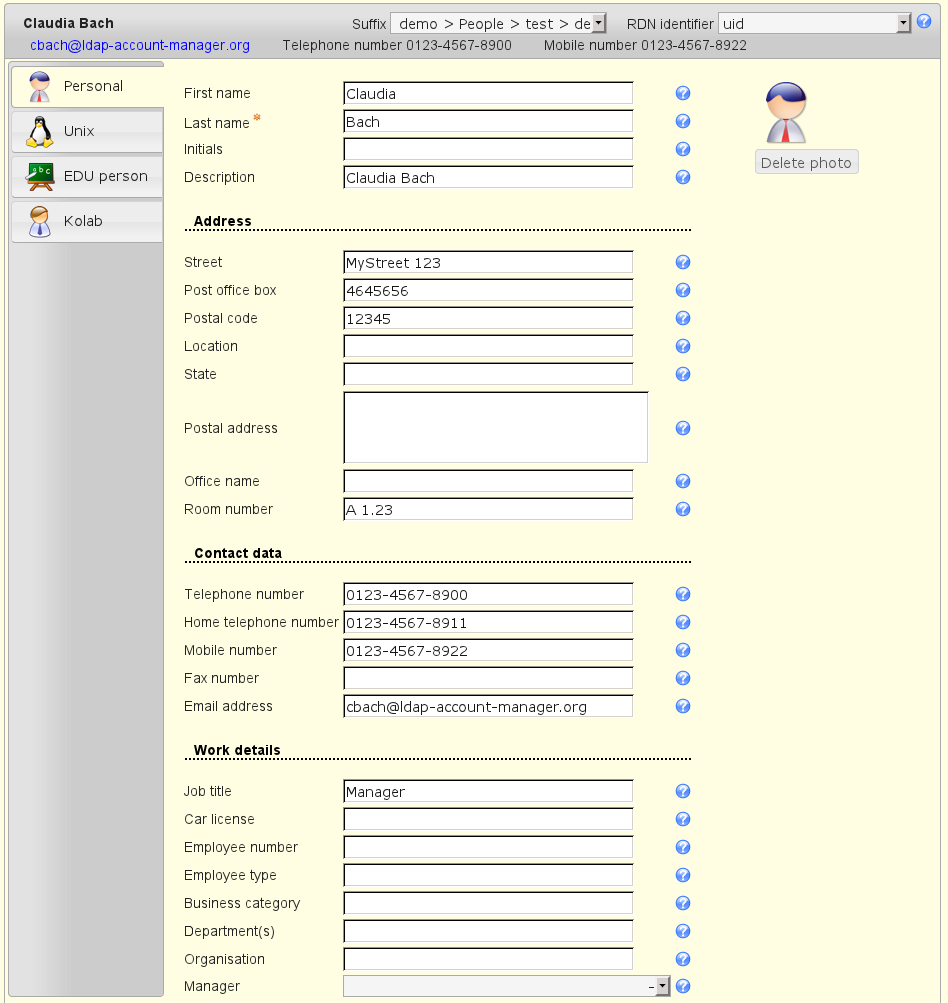 Claudia Bach Suffix demo > People > test > de RDN identifier uid
cbach@ldap-account-manager.org Telephone number 0123-4567-8900 Mobile number 0123-4567-8922
Personal
Unix
EDU person
Kolab
First name Claudia
Last name * Bach
Initials
Description Claudia Bach
Delete photo
Address
Street MyStreet 123
Post office box 4645656
Postal code 12345
Location
State
Postal address
Office name
Room number A 1.23
Contact data
Telephone number 0123-4567-8900
Home telephone number 0123-4567-8911
Mobile number 0123-4567-8922
Fax number
Email address cbach@ldap-account-manager.org
Work details
Job title Manager
Car license
Employee number
Employee type
Business category
Department(s)
Organisation
Manager -